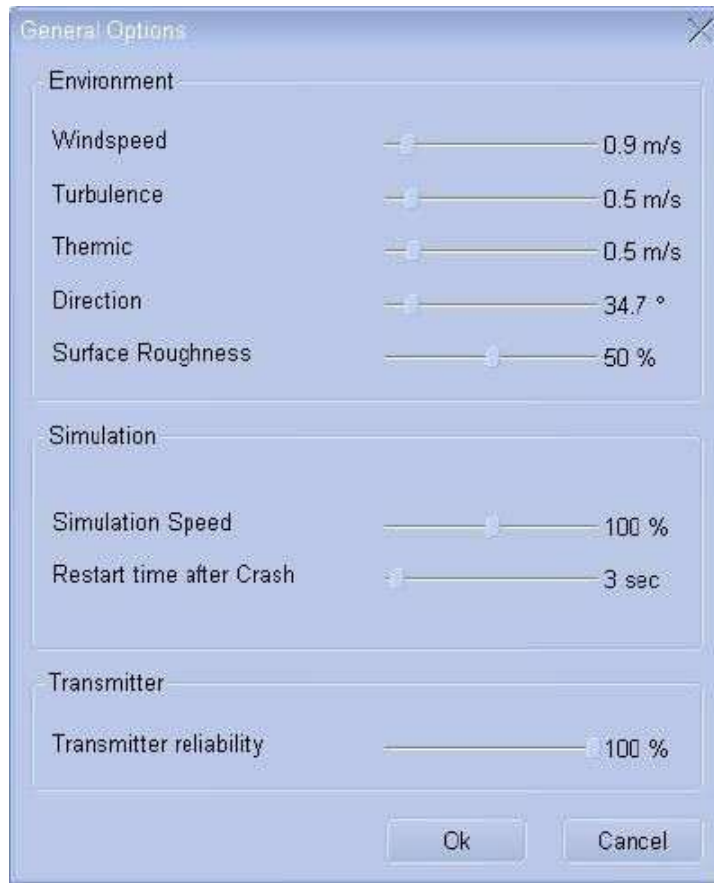 General Options
Environment
Windspeed 0.9 m/s
Turbulence 0.5 m/s
Thermic 0.5 m/s
Direction 34.7 °
Surface Roughness 50 %
Simulation
Simulation Speed 100 %
Restart time after Crash 3 sec
Transmitter
Transmitter reliability 100 %
Ok Cancel